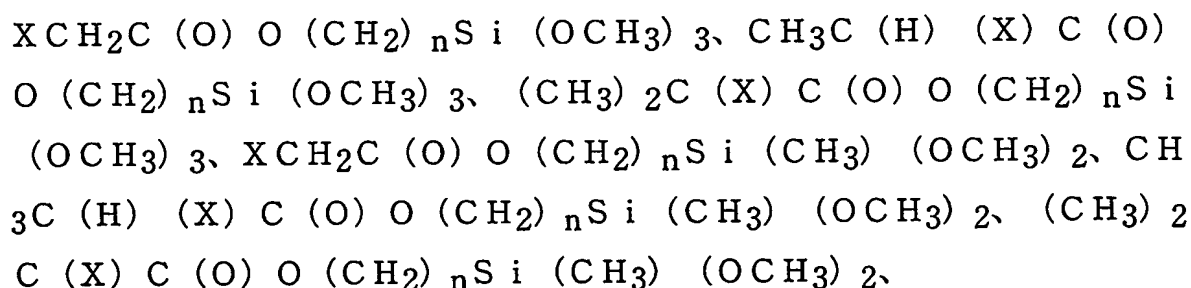 XCH2C (O) O (CH2) nSi (OCH3) 3、CH3C (H) (X) C (O)
O (CH2) nSi (OCH3) 3、 (CH3) 2C (X) C (O) O (CH2) nSi
(OCH3) 3、XCH2C (O) O (CH2) nSi (CH3) (OCH3) 2、CH
3C (H) (X) C (O) O (CH2) nSi (CH3) (OCH3) 2、 (CH3) 2
C (X) C (O) O (CH2) nSi (CH3) (OCH3) 2、